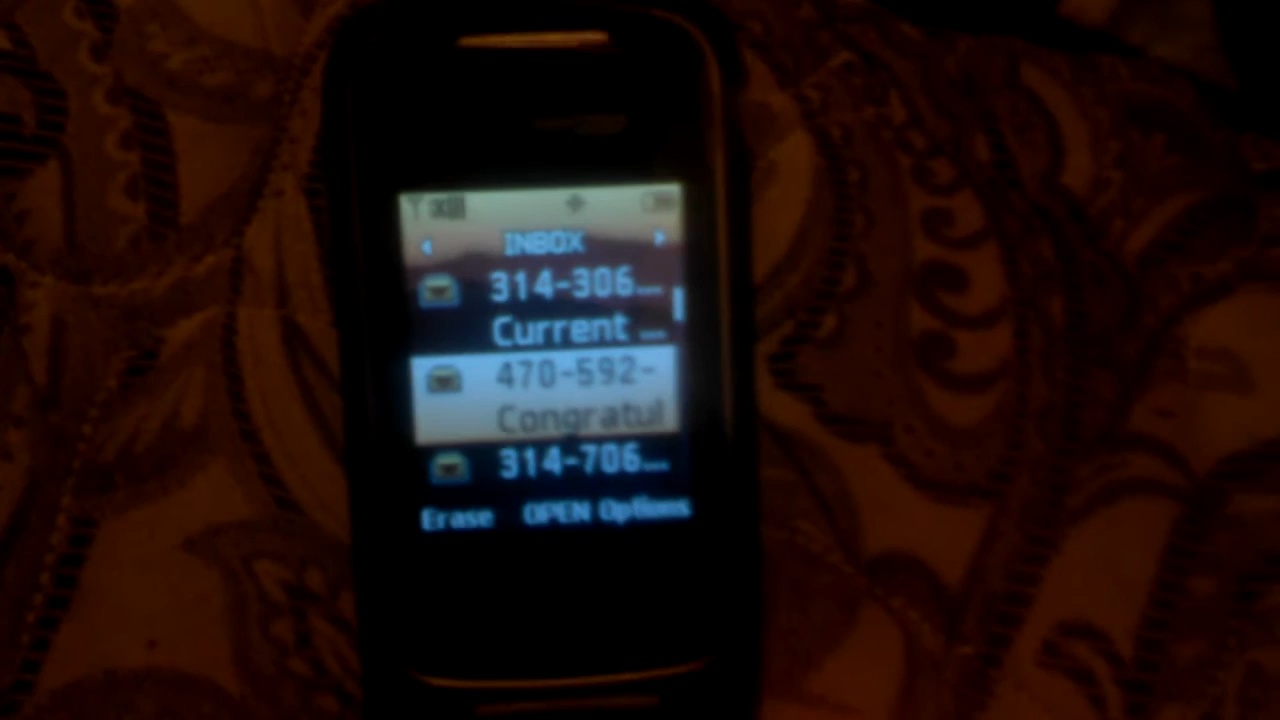 INBOX
314-306...
Current ...
470-592-
Congratul
314-706...
Erase OPEN Options